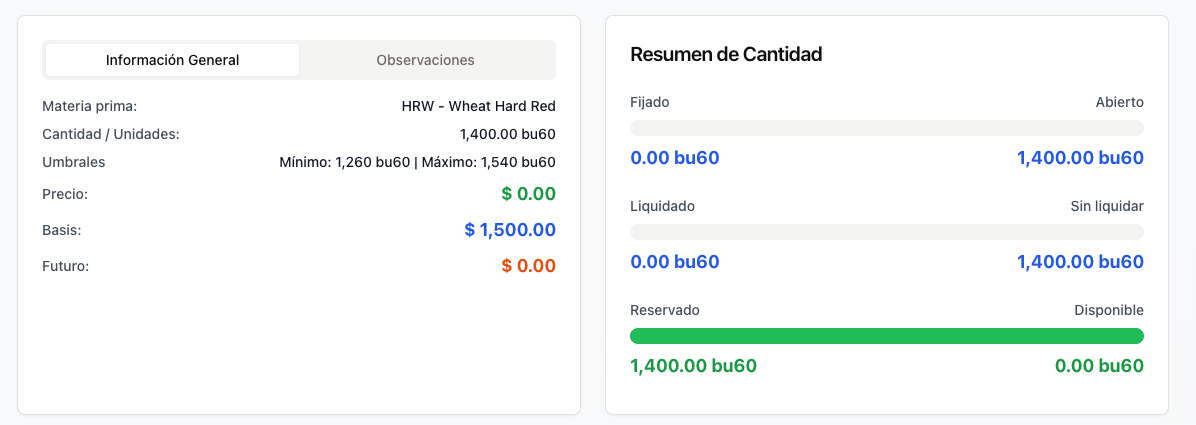 Información General Observaciones
Materia prima: HRW - Wheat Hard Red
Cantidad / Unidades: 1,400.00 bu60
Umbrales Mínimo: 1,260 bu60 | Máximo: 1,540 bu60
Precio: $ 0.00
Basis: $ 1,500.00
Futuro: $ 0.00
Resumen de Cantidad
Fijado Abierto
0.00 bu60 1,400.00 bu60
Liquidado Sin liquidar
0.00 bu60 1,400.00 bu60
Reservado Disponible
1,400.00 bu60 0.00 bu60